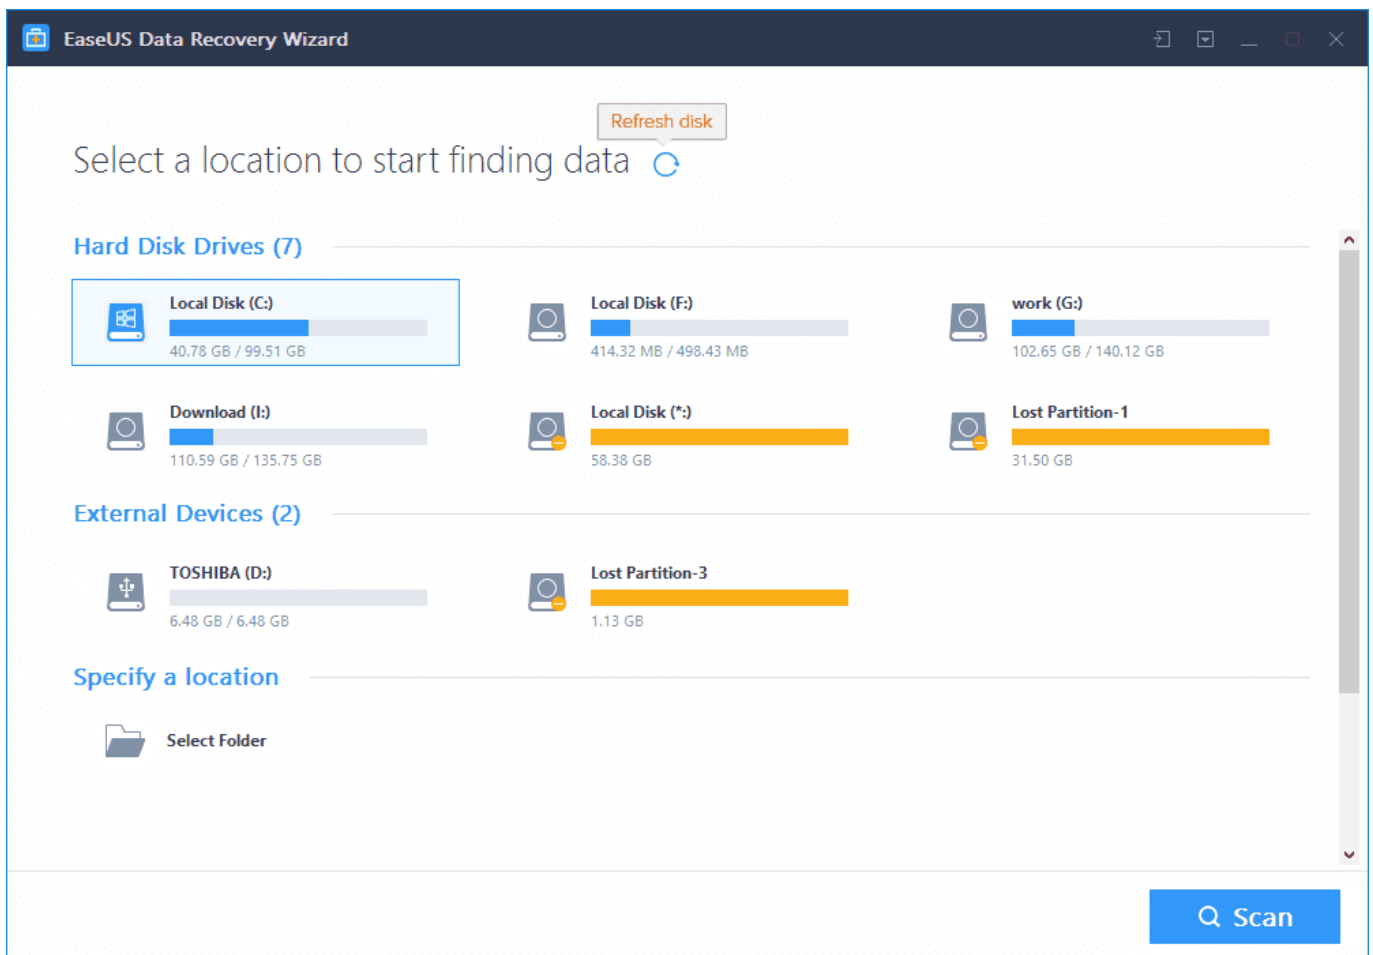 EaseUS Data Recovery Wizard
Refresh disk
Select a location to start finding data
Hard Disk Drives (7)
Local Disk (C:)
40.78 GB / 99.51 GB
Local Disk (F:)
414.32 MB / 498.43 MB
work (G:)
102.65 GB / 140.12 GB
Download (I:)
110.59 GB / 135.75 GB
Local Disk (*:)
58.38 GB
Lost Partition-1
31.50 GB
External Devices (2)
TOSHIBA (D:)
6.48 GB / 6.48 GB
Lost Partition-3
1.13 GB
Specify a location
Select Folder
Scan